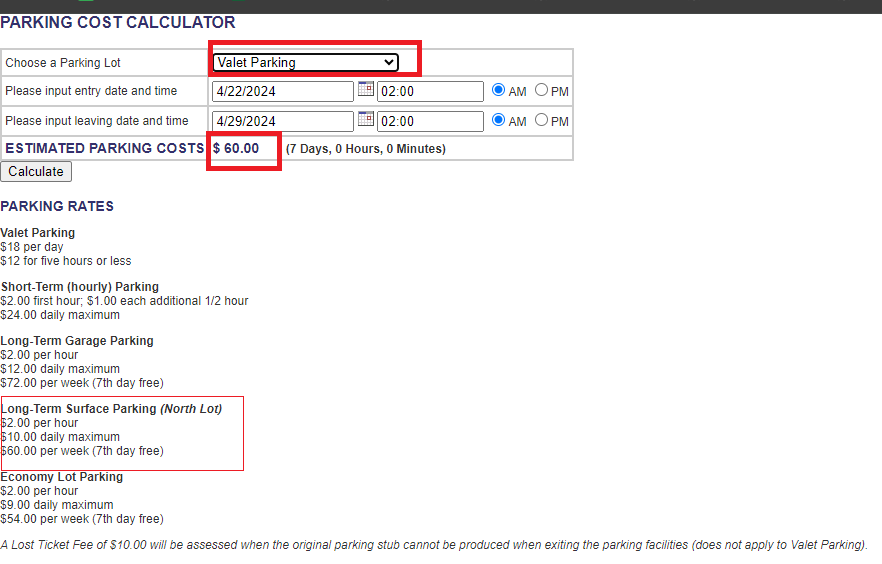 PARKING COST CALCULATOR
Choose a Parking Lot Valet Parking
Please input entry date and time 4/22/2024 02:00 AM PM
Please input leaving date and time 4/29/2024 02:00 AM PM
ESTIMATED PARKING COSTS $ 60.00 (7 Days, 0 Hours, 0 Minutes)
Calculate
PARKING RATES
Valet Parking
$18 per day
$12 for five hours or less
Short-Term (hourly) Parking
$2.00 first hour; $1.00 each additional 1/2 hour
$24.00 daily maximum
Long-Term Garage Parking
$2.00 per hour
$12.00 daily maximum
$72.00 per week (7th day free)
Long-Term Surface Parking (North Lot)
$2.00 per hour
$10.00 daily maximum
$60.00 per week (7th day free)
Economy Lot Parking
$2.00 per hour
$9.00 daily maximum
$54.00 per week (7th day free)
A Lost Ticket Fee of $10.00 will be assessed when the original parking stub cannot be produced when exiting the parking facilities (does not apply to Valet Parking).